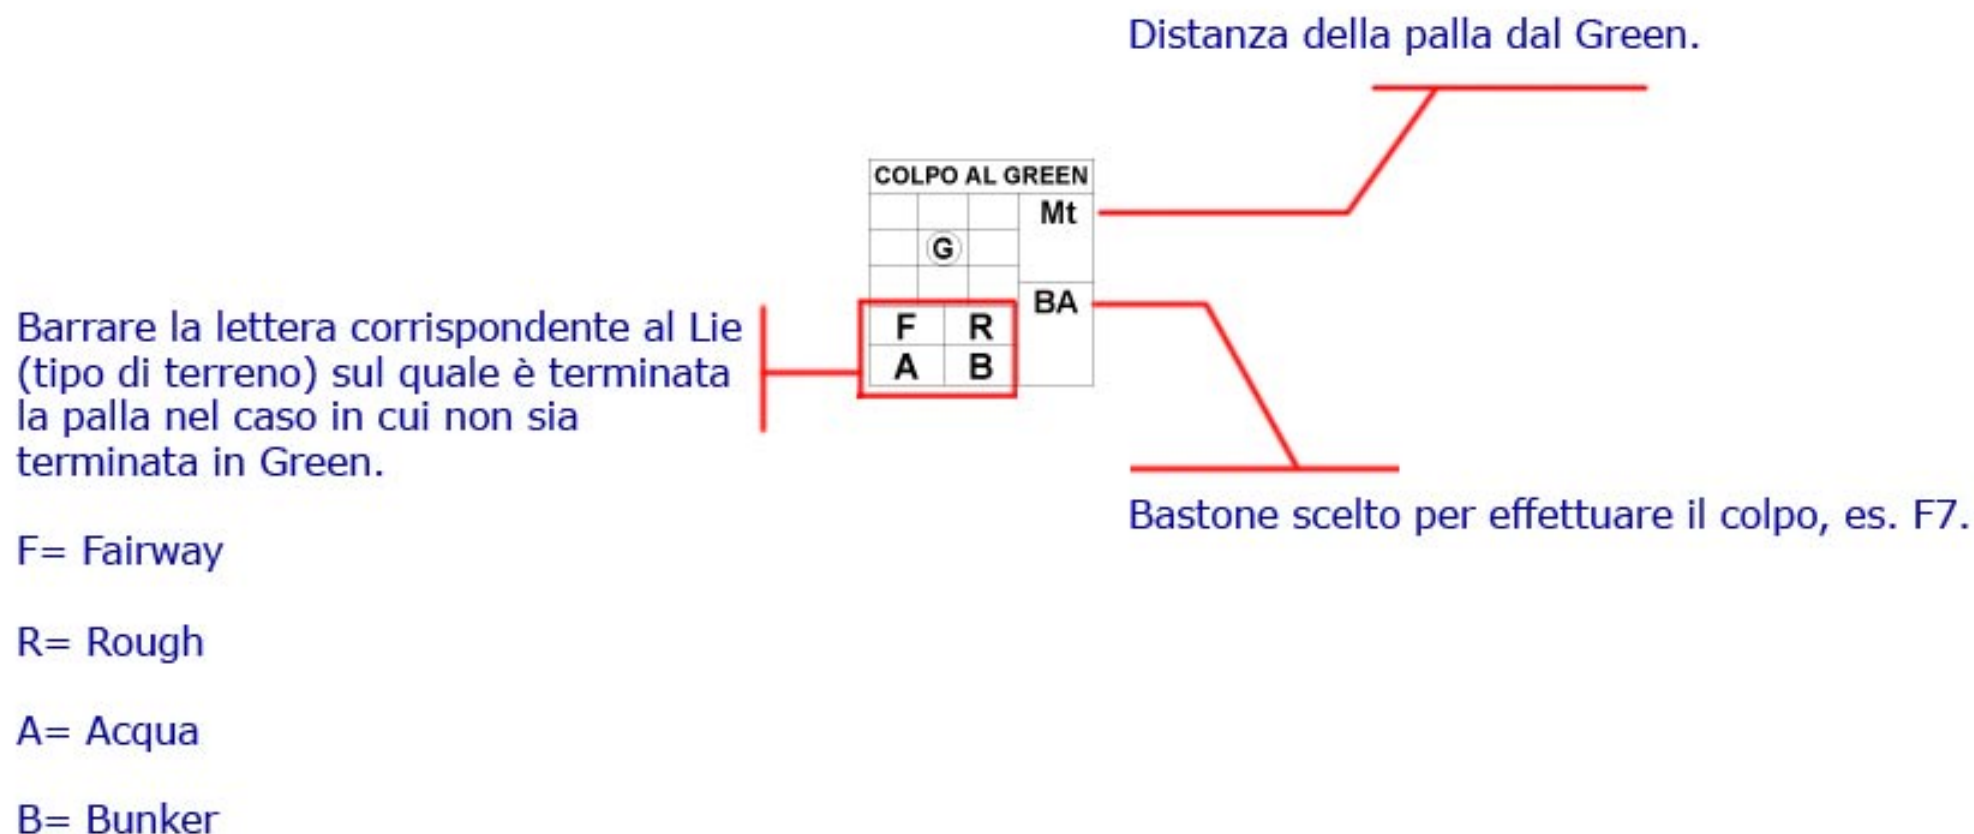 Distanza della palla dal Green.
COLPO AL GREEN
Mt
G
BA
F R
A B
Barrare la lettera corrispondente al Lie
(tipo di terreno) sul quale è terminata
la palla nel caso in cui non sia
terminata in Green.
F= Fairway
R= Rough
A= Acqua
B= Bunker
Bastone scelto per effettuare il colpo, es. F7.